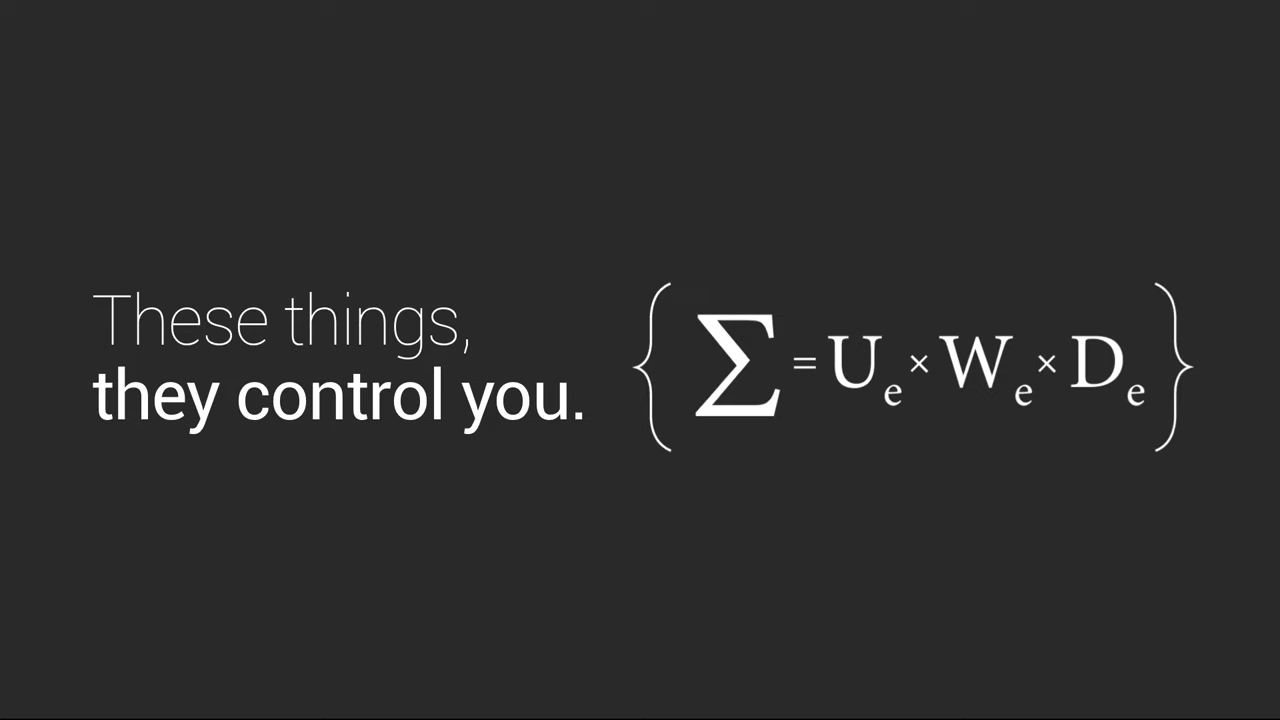 These things,
they control you.
{ Σ = Uₑ × Wₑ × Dₑ }